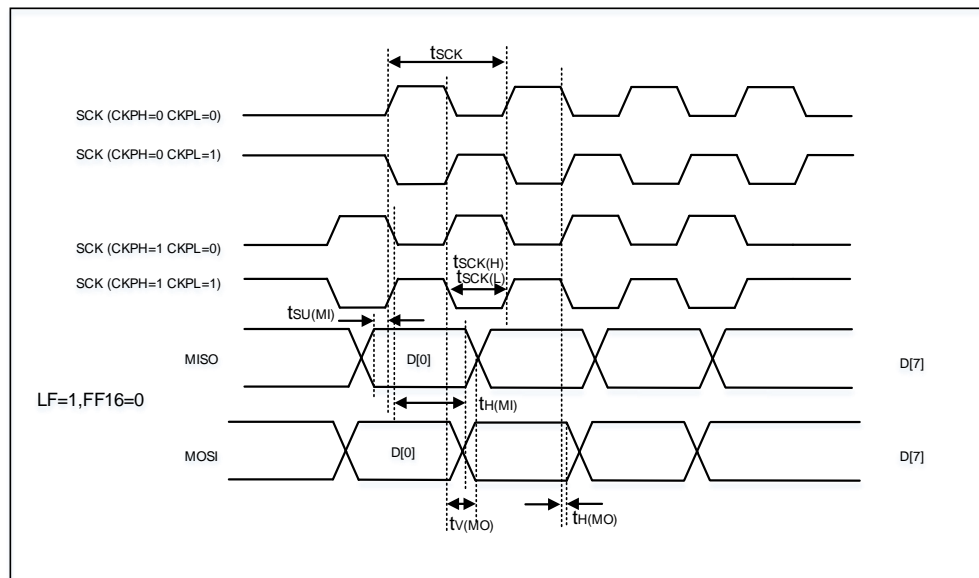 tSCK
SCK (CKPH=0 CKPL=0)
SCK (CKPH=0 CKPL=1)
SCK (CKPH=1 CKPL=0)
tSCK(H)
SCK (CKPH=1 CKPL=1)
tSCK(L)
tSU(MI)
MISO
D[0]
D[7]
LF=1,FF16=0
tH(MI)
MOSI
D[0]
D[7]
tV(MO)
tH(MO)